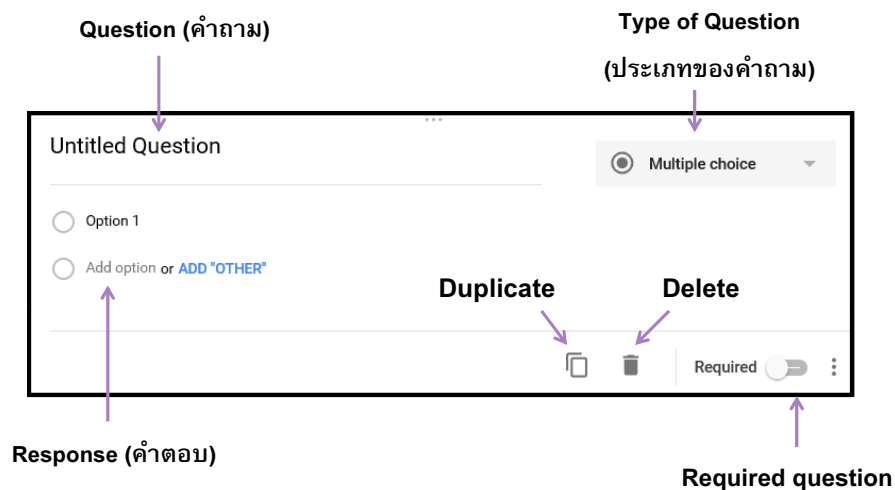 Question (คำถาม)
Type of Question
(ประเภทของคำถาม)
Untitled Question
Multiple choice
Option 1
Add option or ADD "OTHER"
Duplicate
Delete
Required
Response (คำตอบ)
Required question